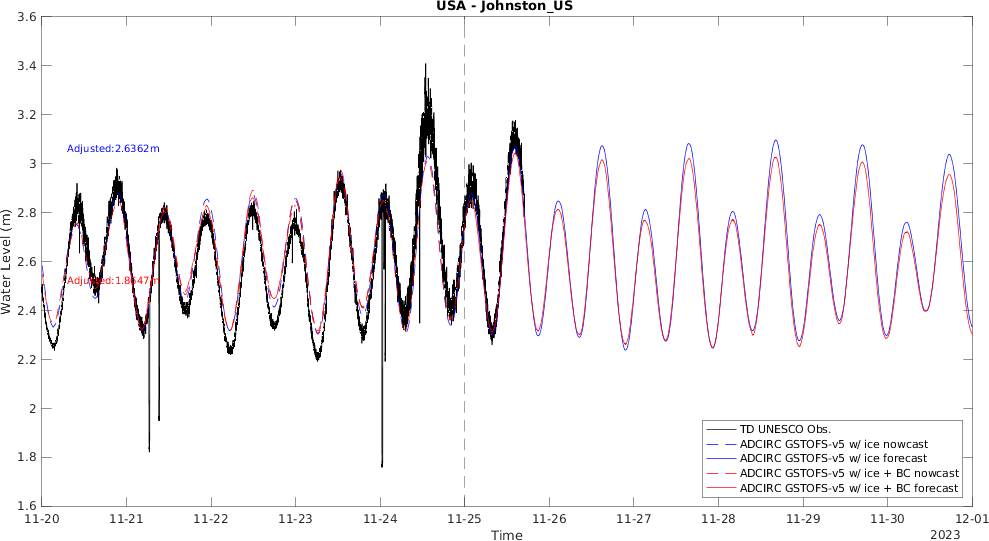 USA - Johnston_US
3.6
3.4
3.2
3
2.8
2.6
2.4
2.2
2
1.8
1.6
Water Level (m)
Adjusted:2.6362m
Adjusted:1.8647m
TD UNESCO Obs.
ADCIRC GSTOFS-v5 w/ ice nowcast
ADCIRC GSTOFS-v5 w/ ice forecast
ADCIRC GSTOFS-v5 w/ ice + BC nowcast
ADCIRC GSTOFS-v5 w/ ice + BC forecast
11-20 11-21 11-22 11-23 11-24 11-25 11-26 11-27 11-28 11-29 11-30 12-01
Time
2023